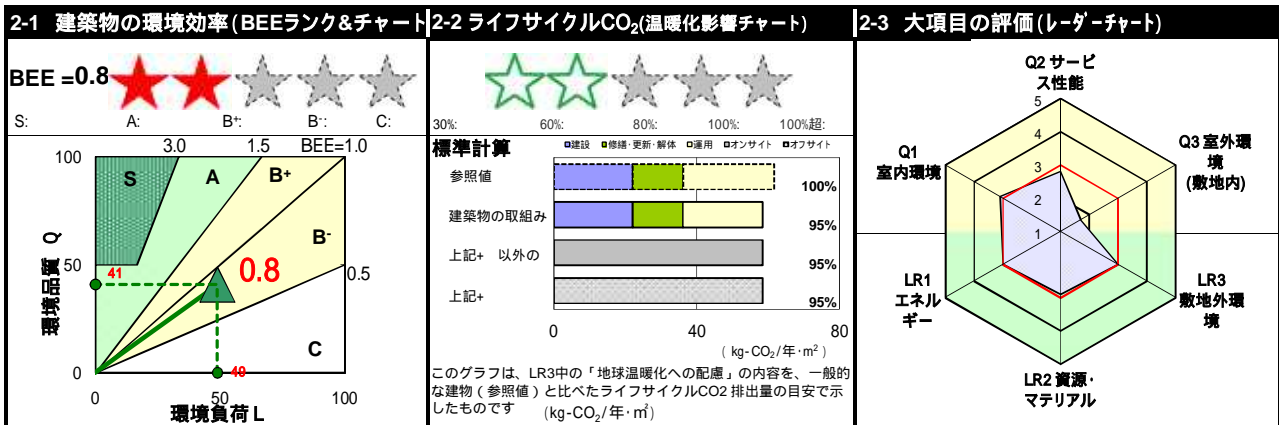 2-1 建築物の環境効率(BEEランク&チャート
BEE =0.8
S: A: B+: B-: C:
3.0 1.5 BEE=1.0
100
S A B+
B-
50
41
0.8
0.5
C
49
0
0 50 100
環境品質 Q
環境負荷 L
2-2 ライフサイクルCO2(温暖化影響チャート)
30%: 60%: 80%: 100%: 100%超:
標準計算
建設 修繕・更新・解体 運用 オンサイト オフサイト
参照値 100%
建築物の取組み 95%
上記+ 以外の 95%
上記+ 95%
0 40 80
( kg-CO2/年・m2 )
このグラフは、LR3中の「地球温暖化への配慮」の内容を、一般的
な建物(参照値)と比べたライフサイクルCO2 排出量の目安で示
したものです (kg-CO2/年・㎡)
2-3 大項目の評価(レーダーチャート)
Q2 サービ
ス性能
5
4
3
2
1
Q1
室内環境
Q3 室外環
境
(敷地内)
LR1
エネル
ギー
LR3
敷地外環
境
LR2 資源・
マテリアル